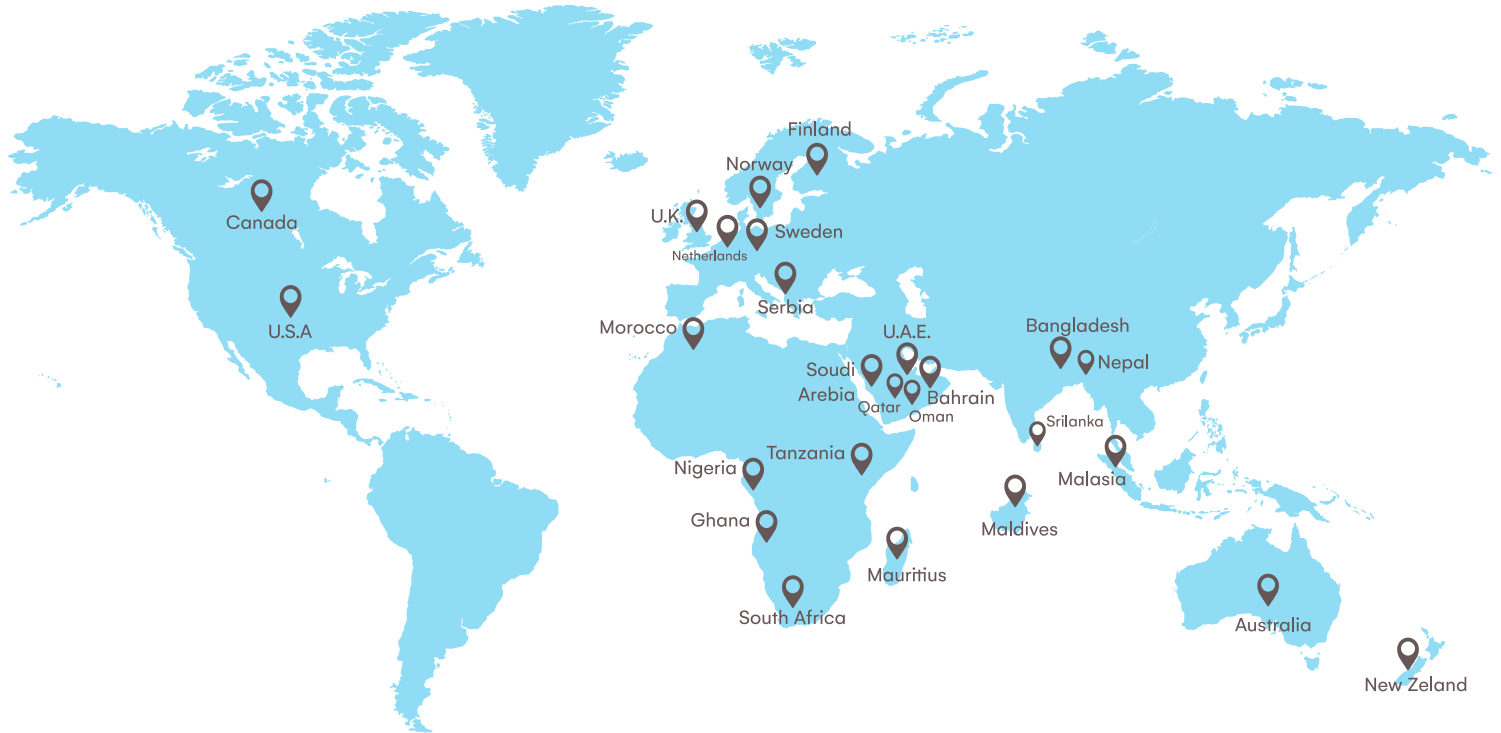 Finland
Norway
Canada
U.K.
Sweden
Netherlands
Serbia
U.S.A
Morocco
U.A.E.
Bangladesh
Nepal
Soudi
Arebia
Qatar
Bahrain
Oman
Srilanka
Tanzania
Nigeria
Malasia
Ghana
Maldives
Mauritius
South Africa
Australia
New Zeland